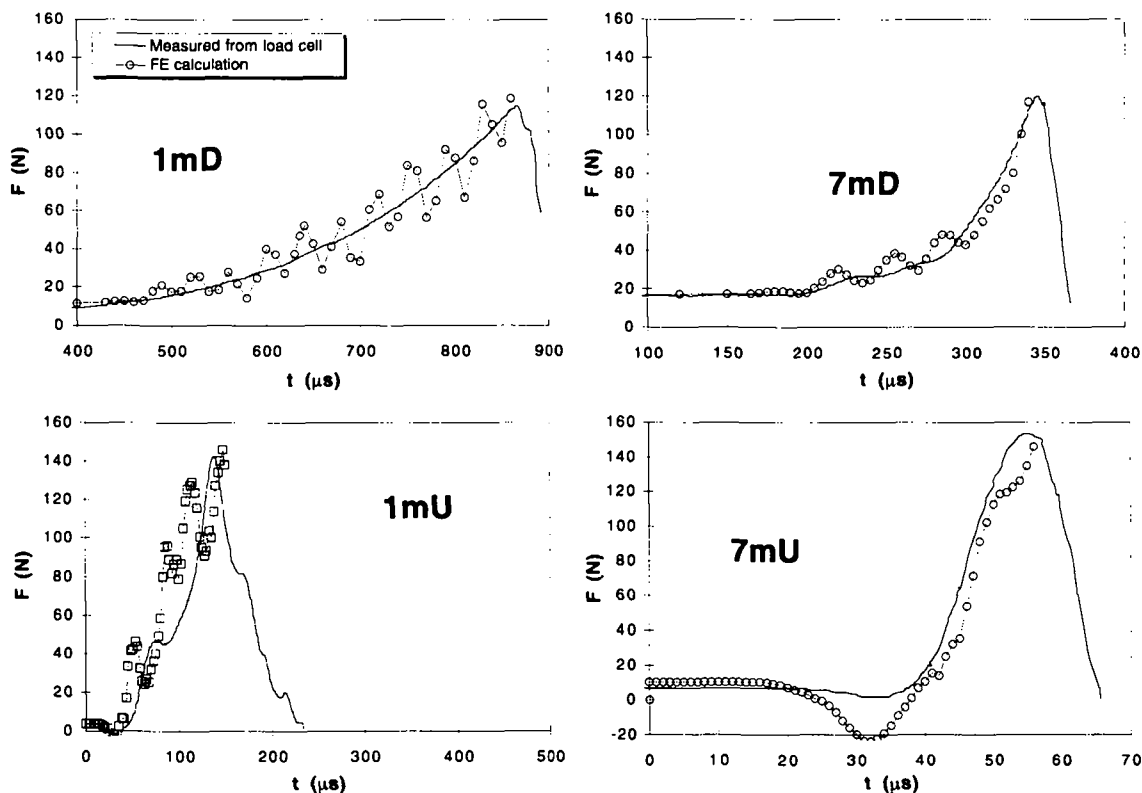 160
140
120
100
80
60
40
20
0
F (N)
Measured from load cell
FE calculation
1mD
400 500 600 700 800 900
t (μs)
160
140
120
100
80
60
40
20
0
F (N)
7mD
100 150 200 250 300 350 400
t (μs)
160
140
120
100
80
60
40
20
0
F (N)
1mU
0 100 200 300 400 500
t (μs)
160
140
120
100
80
60
40
20
0
-20
F (N)
7mU
0 10 20 30 40 50 60 70
t (μs)